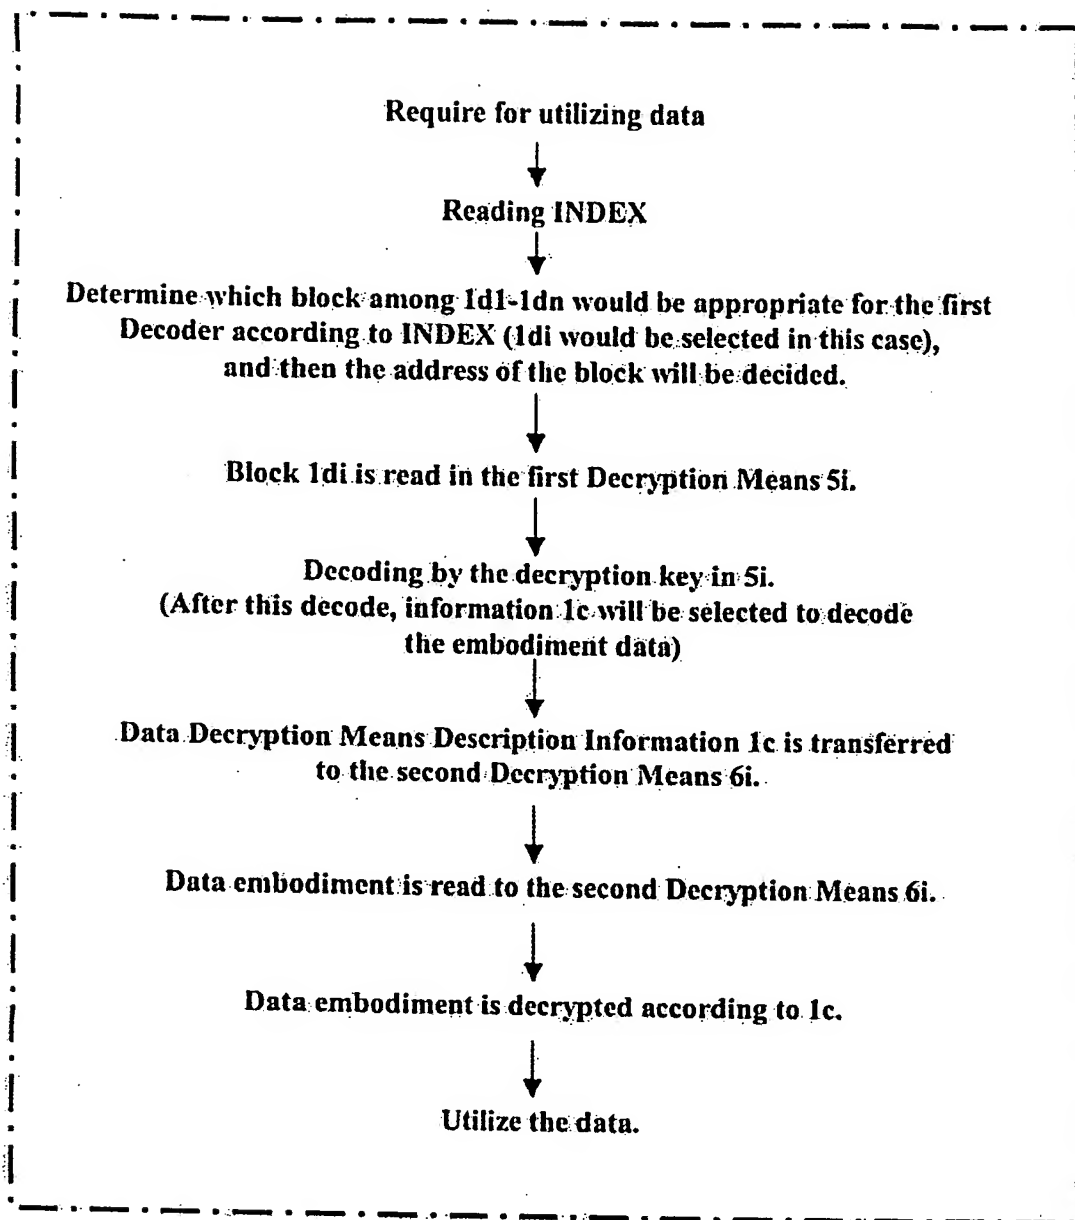 Require for utilizing data
Reading INDEX
Determine which block among 1d1-1dn would be appropriate for the first
Decoder according to INDEX (1di would be selected in this case),
and then the address of the block will be decided.
Block 1di is read in the first Decryption Means 5i.
Decoding by the decryption key in 5i.
(After this decode, information 1c will be selected to decode
the embodiment data)
Data Decryption Means Description Information 1c is transferred
to the second Decryption Means 6i.
Data embodiment is read to the second Decryption Means 6i.
Data embodiment is decrypted according to 1c.
Utilize the data.